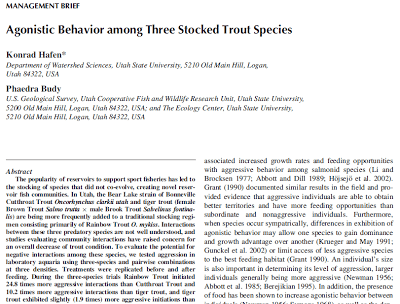 MANAGEMENT BRIEF
Agonistic Behavior among Three Stocked Trout Species
Konrad Hafen*
Department of Watershed Sciences, Utah State University, 5210 Old Main Hill, Logan,
Utah 84322, USA
Phaedra Budy
U.S. Geological Survey, Utah Cooperative Fish and Wildlife Research Unit, Utah State University,
5200 Old Main Hill, Logan, Utah 84322, USA; and The Ecology Center, Utah State University,
5210 Old Main Hill, Logan, Utah 84322, USA
Abstract
The popularity of reservoirs to support sport fisheries has led to
the stocking of species that did not co-evolve, creating novel reser-
voir fish communities. In Utah, the Bear Lake strain of Bonneville
Cutthroat Trout Oncorhynchus clarkii utah and tiger trout (female
Brown Trout Salmo trutta × male Brook Trout Salvelinus fontina-
lis) are being more frequently added to a traditional stocking regi-
men consisting primarily of Rainbow Trout O. mykiss. Interactions
between these three predatory species are not well understood, and
studies evaluating community interactions have raised concern for
an overall decrease of trout condition. To evaluate the potential for
negative interactions among these species, we tested aggression in
laboratory aquaria using three-species and pairwise combinations
at three densities. Treatments were replicated before and after
feeding. During the three-species trials Rainbow Trout initiated
24.8 times more aggressive interactions than Cutthroat Trout and
10.2 times more aggressive interactions than tiger trout, and tiger
trout exhibited slightly (1.9 times) more aggressive initiations than
associated increased growth rates and feeding opportunities
with aggressive behavior among salmonid species (Li and
Brocksen 1977; Abbott and Dill 1989; Höjesjö et al. 2002).
Grant (1990) documented similar results in the field and pro-
vided evidence that aggressive individuals are able to obtain
better territories and have more feeding opportunities than
subordinate and nonaggressive individuals. Furthermore,
when species occur sympatrically, differences in exhibition of
agonistic behavior may allow one species to gain dominance
and growth advantage over another (Krueger and May 1991;
Gunckel et al. 2002) or limit access of less aggressive species
to the best feeding habitat (Grant 1990). An individual's size
is also important in determining its level of aggression, larger
individuals generally being more aggressive (Newman 1956;
Abbott et al. 1985; Berejikian 1995). In addition, the presence
of food has been shown to increase agonistic behavior between